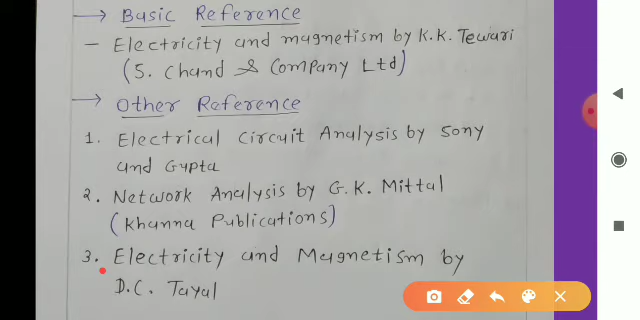 → Basic Reference
– Electricity and magnetism by K.K. Tewari
(S. Chand & Company Ltd)
→ Other Reference
1. Electrical Circuit Analysis by Sony
and Gupta
2. Network Analysis by G.K. Mittal
(Khanna Publications)
3. Electricity and Magnetism by
D.C. Tayal